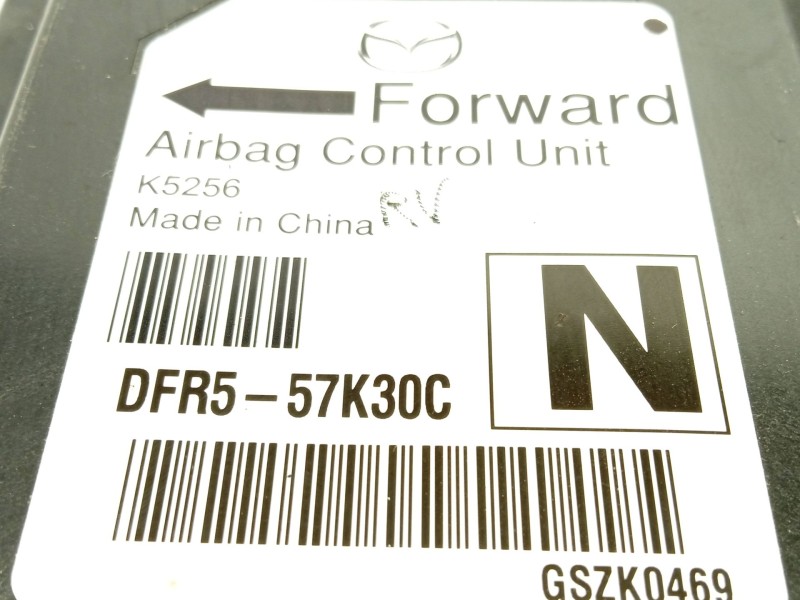 Forward
Airbag Control Unit
K5256
Made in China RV
N
DFR5-57K30C
GSZK0469